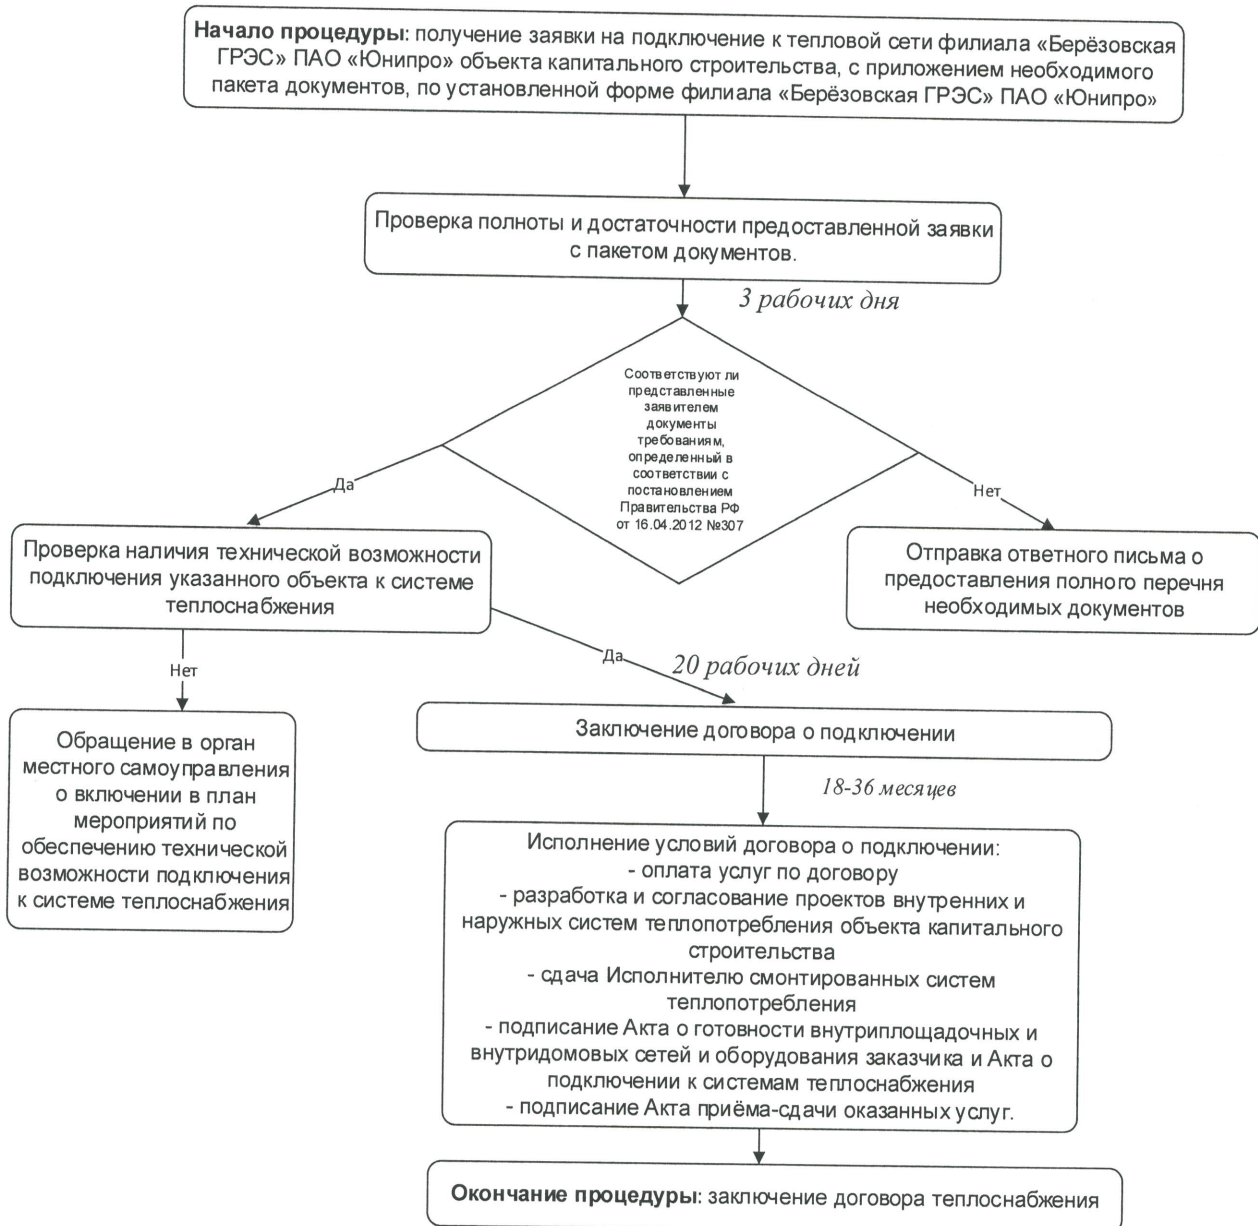 Начало процедуры: получение заявки на подключение к тепловой сети филиала «Берёзовская
ГРЭС» ПАО «Юнипро» объекта капитального строительства, с приложением необходимого
пакета документов, по установленной форме филиала «Берёзовская ГРЭС» ПАО «Юнипро»
Проверка полноты и достаточности предоставленной заявки
с пакетом документов.
3 рабочих дня
Соответствуют ли
представленные
заявителем
документы
требованиям,
определенный в
соответствии с
постановлением
Правительства РФ
от 16.04.2012 №307
Да
Нет
Проверка наличия технической возможности
подключения указанного объекта к системе
теплоснабжения
Отправка ответного письма о
предоставления полного перечня
необходимых документов
Нет
Да
20 рабочих дней
Обращение в орган
местного самоуправления
о включении в план
мероприятий по
обеспечению технической
возможности подключения
к системе теплоснабжения
Заключение договора о подключении
18-36 месяцев
Исполнение условий договора о подключении:
- оплата услуг по договору
- разработка и согласование проектов внутренних и
наружных систем теплопотребления объекта капитального
строительства
- сдача Исполнителю смонтированных систем
теплопотребления
- подписание Акта о готовности внутриплощадочных и
внутридомовых сетей и оборудования заказчика и Акта о
подключении к системам теплоснабжения
- подписание Акта приёма-сдачи оказанных услуг.
Окончание процедуры: заключение договора теплоснабжения